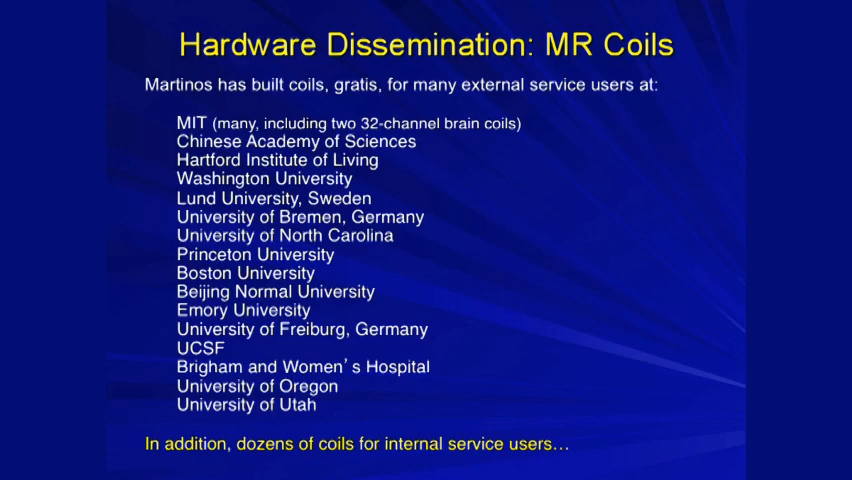 Hardware Dissemination: MR Coils
Martinos has built coils, gratis, for many external service users at:
MIT (many, including two 32-channel brain coils)
Chinese Academy of Sciences
Hartford Institute of Living
Washington University
Lund University, Sweden
University of Bremen, Germany
University of North Carolina
Princeton University
Boston University
Beijing Normal University
Emory University
University of Freiburg, Germany
UCSF
Brigham and Women’s Hospital
University of Oregon
University of Utah
In addition, dozens of coils for internal service users…